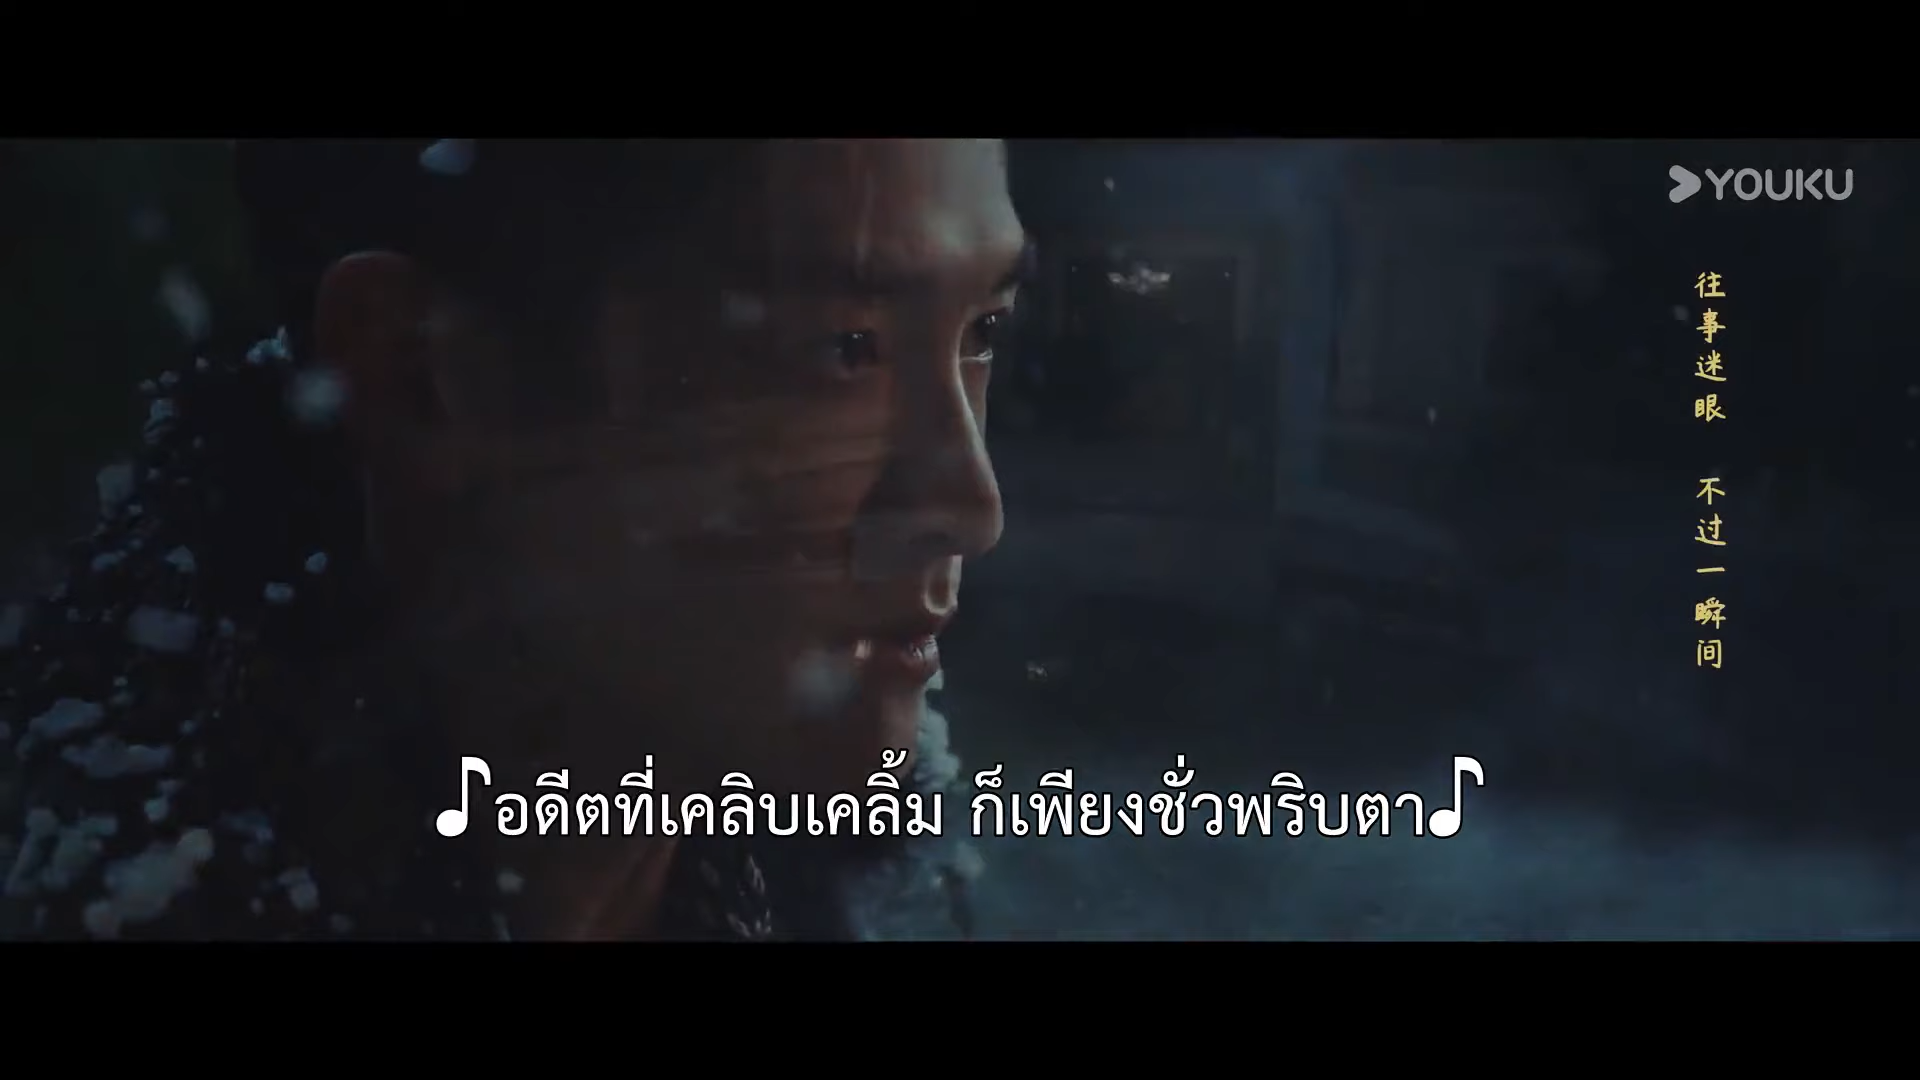 YOUKU
往事迷眼 不过一瞬间
♪อดีตที่เคลิบเคลิ้ม ก็เพียงชั่วพริบตา♪